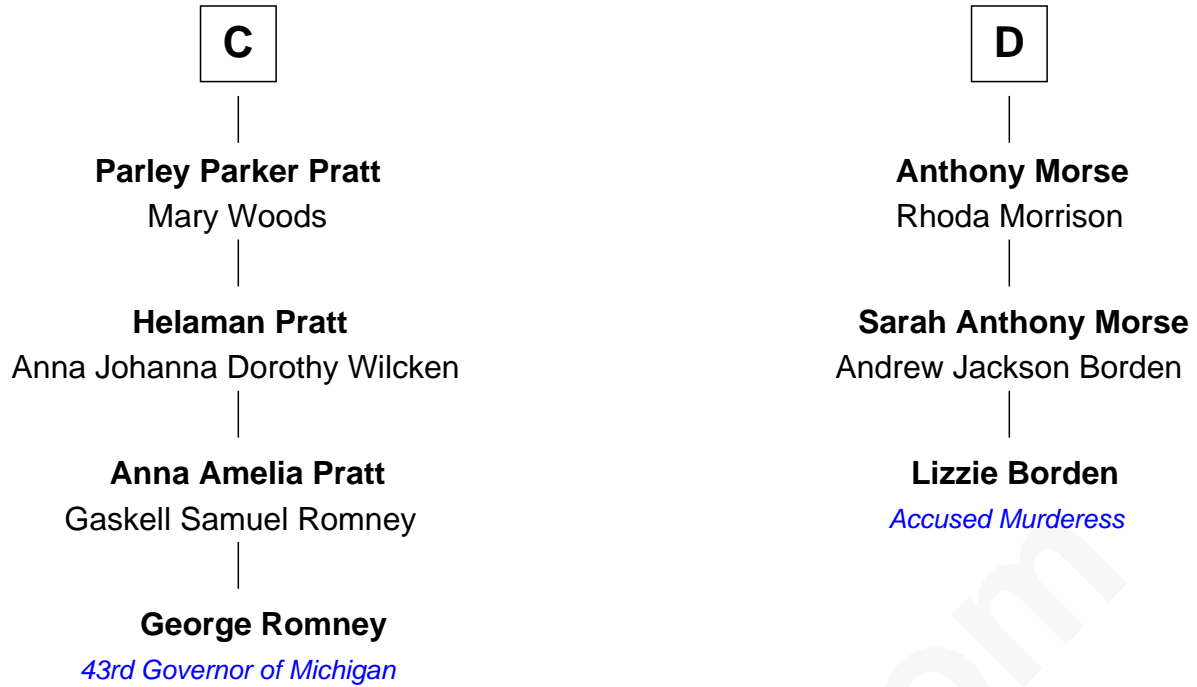 C
Parley Parker Pratt
Mary Woods
Helaman Pratt
Anna Johanna Dorothy Wilcken
Anna Amelia Pratt
Gaskell Samuel Romney
George Romney
43rd Governor of Michigan
D
Anthony Morse
Rhoda Morrison
Sarah Anthony Morse
Andrew Jackson Borden
Lizzie Borden
Accused Murderess
om